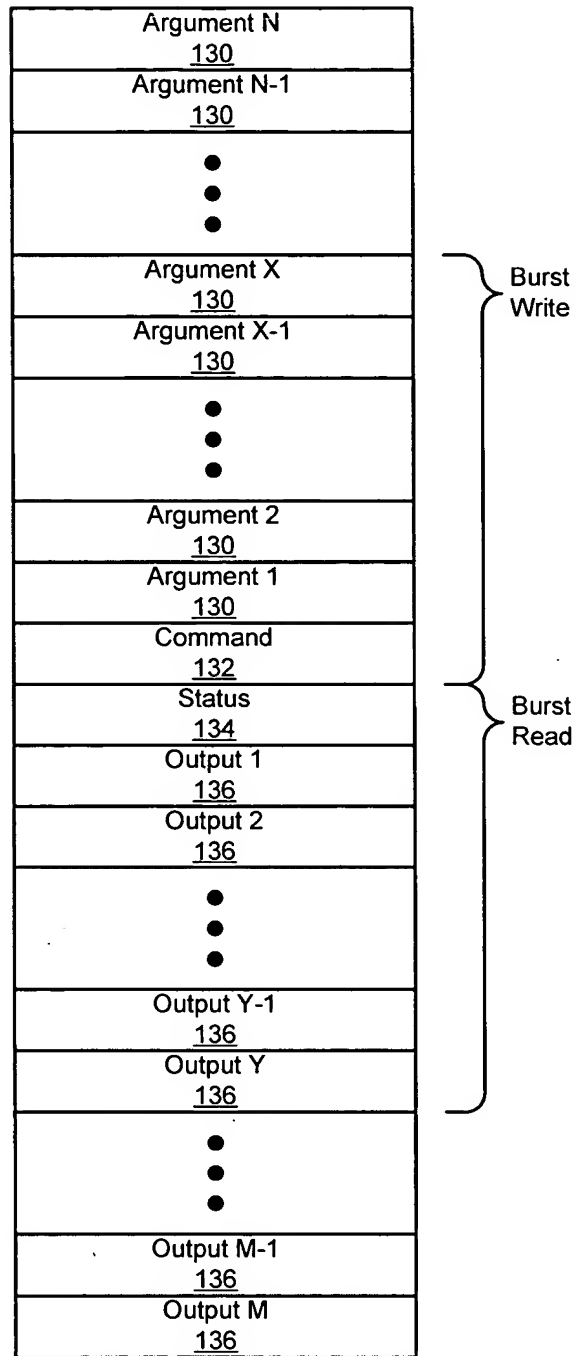 Argument N
130
Argument N-1
130
Argument X
130
Argument X-1
130
Argument 2
130
Argument 1
130
Command
132
Status
134
Output 1
136
Output 2
136
Output Y-1
136
Output Y
136
Output M-1
136
Output M
136
Burst
Write
Burst
Read